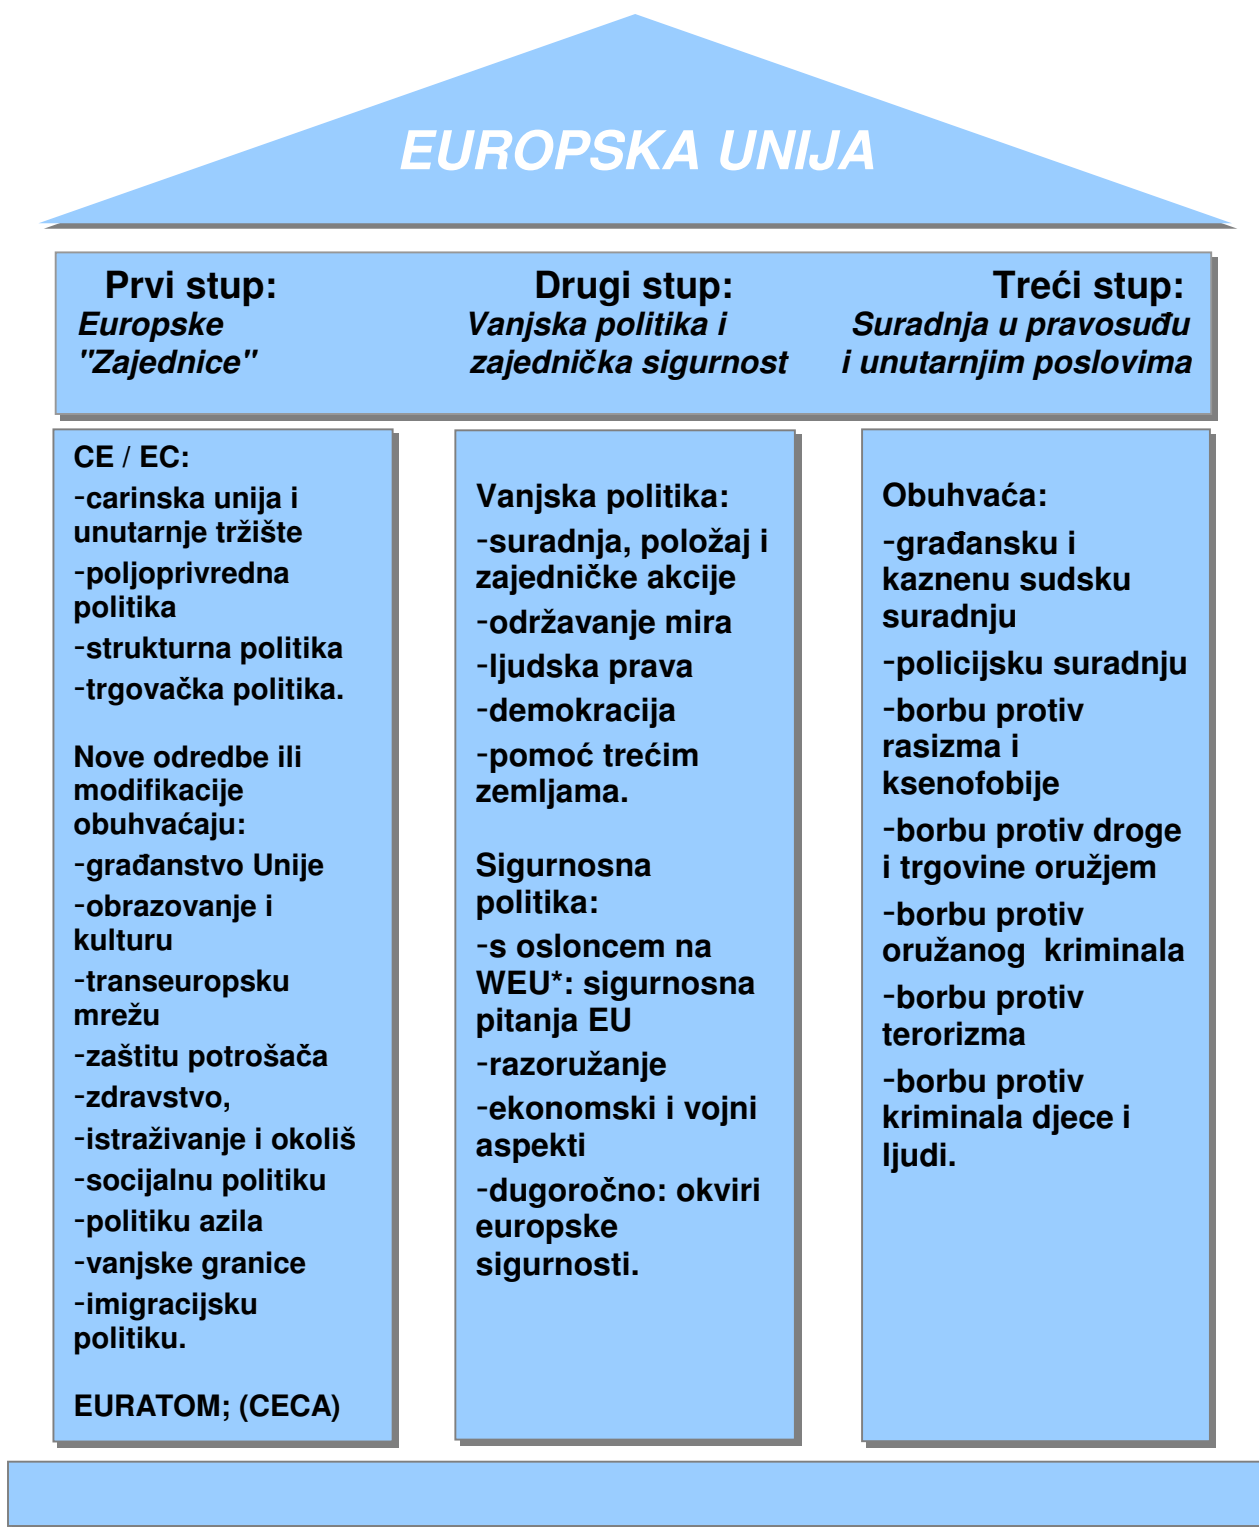 EUROPSKA UNIJA
Prvi stup:
Europske
"Zajednice"
Drugi stup:
Vanjska politika i
zajednička sigurnost
Treći stup:
Suradnja u pravosuđu
i unutarnjim poslovima
CE / EC:
-carinska unija i
unutarnje tržište
-poljoprivredna
politika
-strukturna politika
-trgovačka politika.
Nove odredbe ili
modifikacije
obuhvaćaju:
-građanstvo Unije
-obrazovanje i
kulturu
-transeuropsku
mrežu
-zaštitu potrošača
-zdravstvo,
-istraživanje i okoliš
-socijalnu politiku
-politiku azila
-vanjske granice
-imigracijsku
politiku.
EURATOM; (CECA)
Vanjska politika:
-suradnja, položaj i
zajedničke akcije
-održavanje mira
-ljudska prava
-demokracija
-pomoć trećim
zemljama.
Sigurnosna
politika:
-s osloncem na
WEU*: sigurnosna
pitanja EU
-razoružanje
-ekonomski i vojni
aspekti
-dugoročno: okviri
europske
sigurnosti.
Obuhvaća:
-građansku i
kaznenu sudsku
suradnju
-policijsku suradnju
-borbu protiv
rasizma i
ksenofobije
-borbu protiv droge
i trgovine oružjem
-borbu protiv
oružanog  kriminala
-borbu protiv
terorizma
-borbu protiv
kriminala djece i
ljudi.